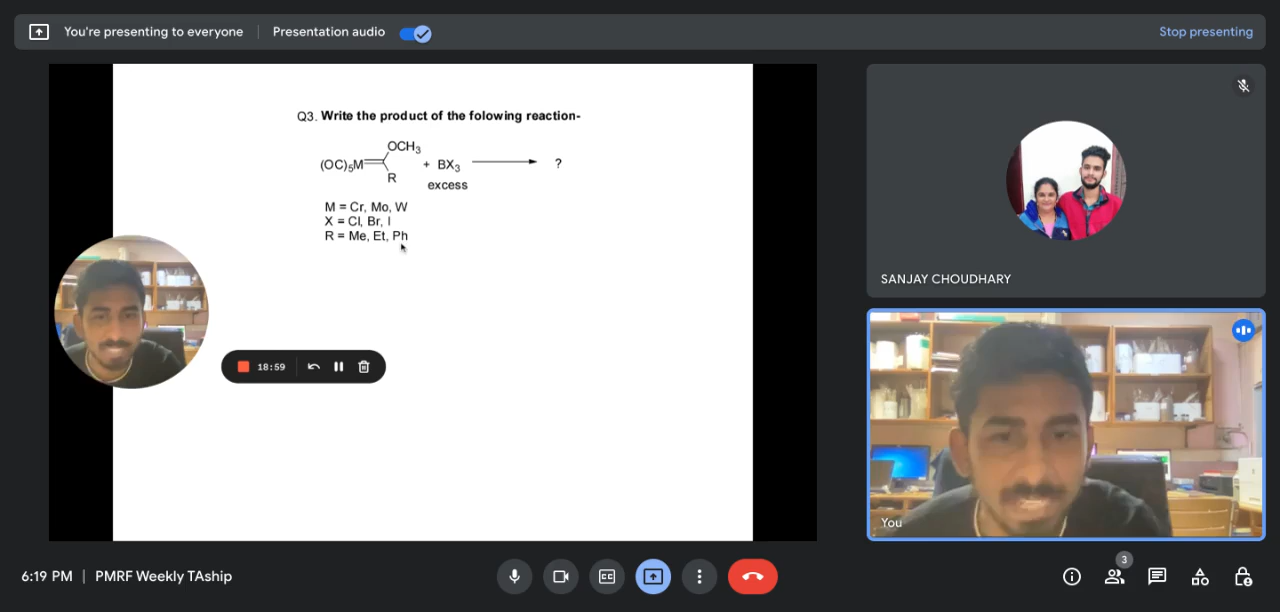 You're presenting to everyone
Presentation audio
Stop presenting
Q3. Write the product of the folowing reaction-
OCH3
(OC)5M
+ BX3
?
R
excess
M = Cr, Mo, W
X = Cl, Br, I
R = Me, Et, Ph
SANJAY CHOUDHARY
18:59
You
6:19 PM | PMRF Weekly TAship
CC
3